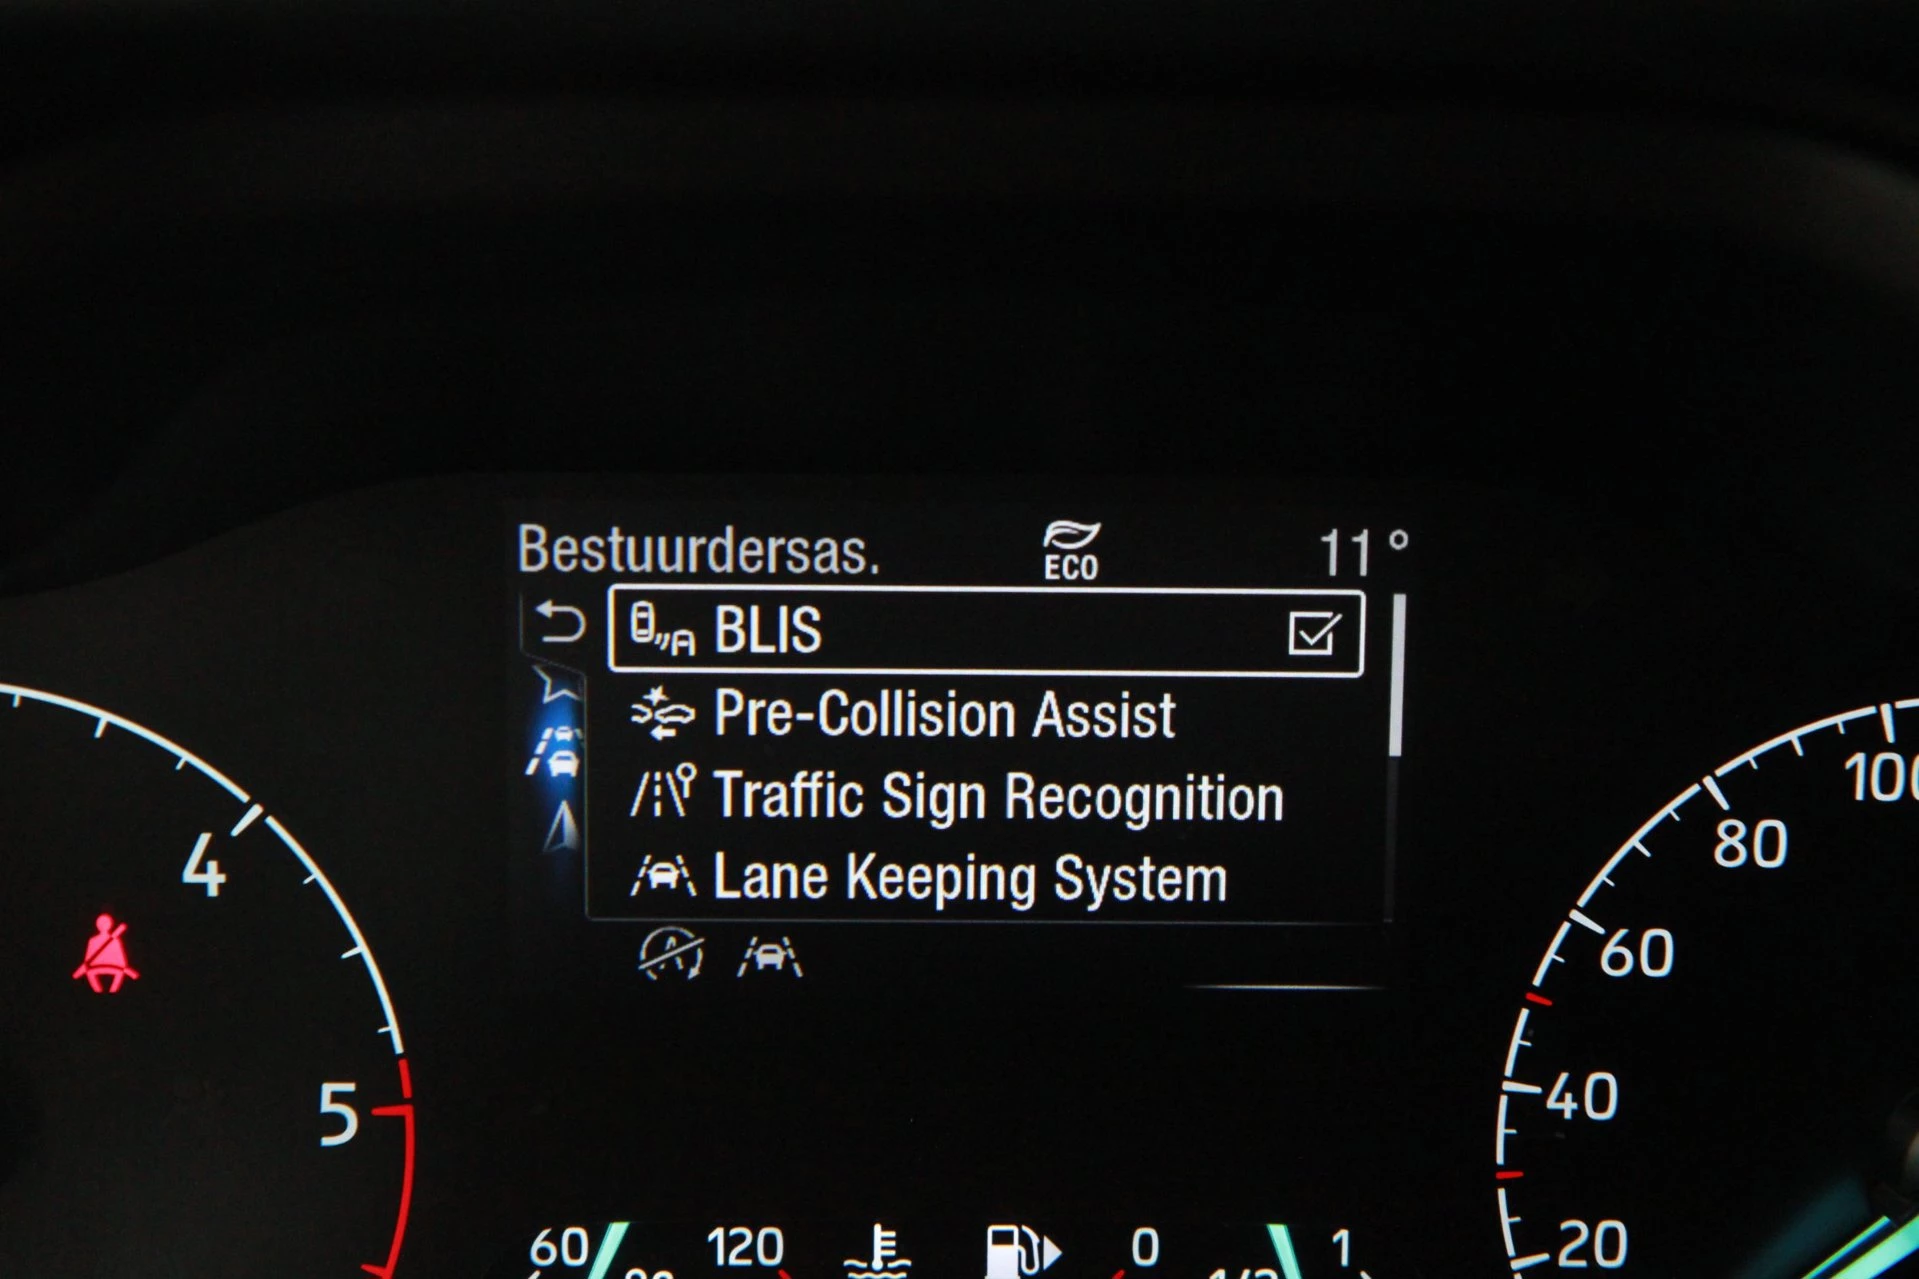 Bestuurdersas.
ECO
11°
BLIS
Pre-Collision Assist
Traffic Sign Recognition
Lane Keeping System
4
5
100
80
60
40
20
60
120
0
1